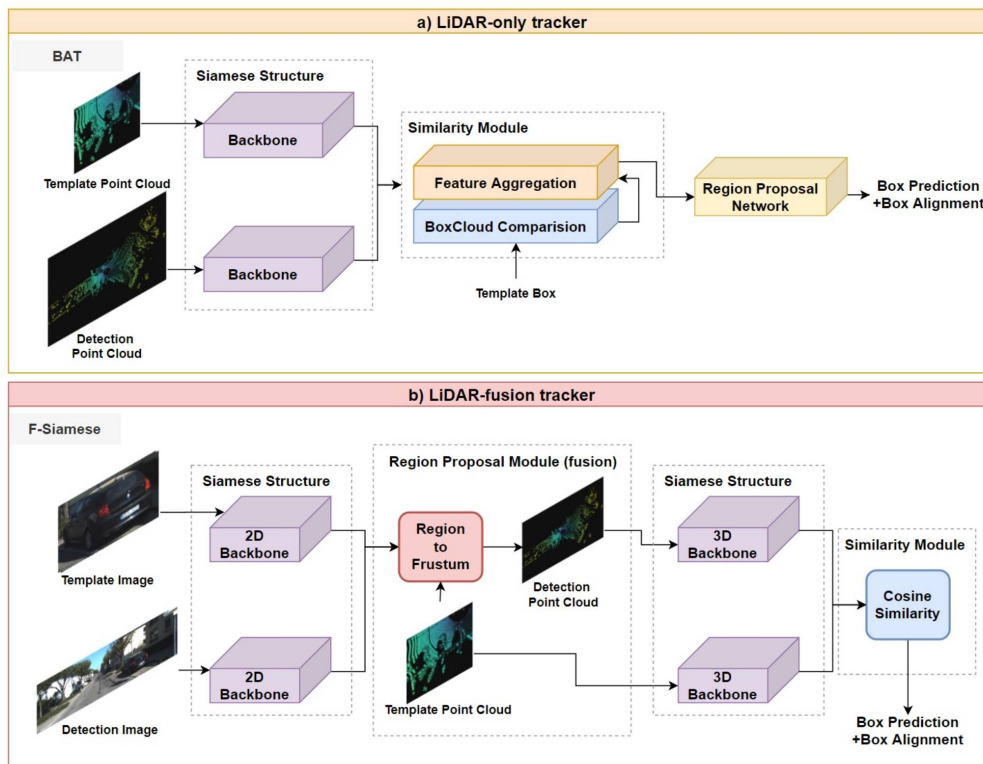 a) LiDAR-only tracker
BAT
Siamese Structure
Backbone
Template Point Cloud
Similarity Module
Feature Aggregation
BoxCloud Comparision
Region Proposal
Network
Box Prediction
+Box Alignment
Backbone
Template Box
Detection
Point Cloud
b) LiDAR-fusion tracker
F-Siamese
Siamese Structure
Region Proposal Module (fusion)
Siamese Structure
2D
Backbone
Region
to
Frustum
3D
Backbone
Similarity Module
Template Image
Detection
Point Cloud
Cosine
Similarity
2D
Backbone
3D
Backbone
Template Point Cloud
Detection Image
Box Prediction
+Box Alignment